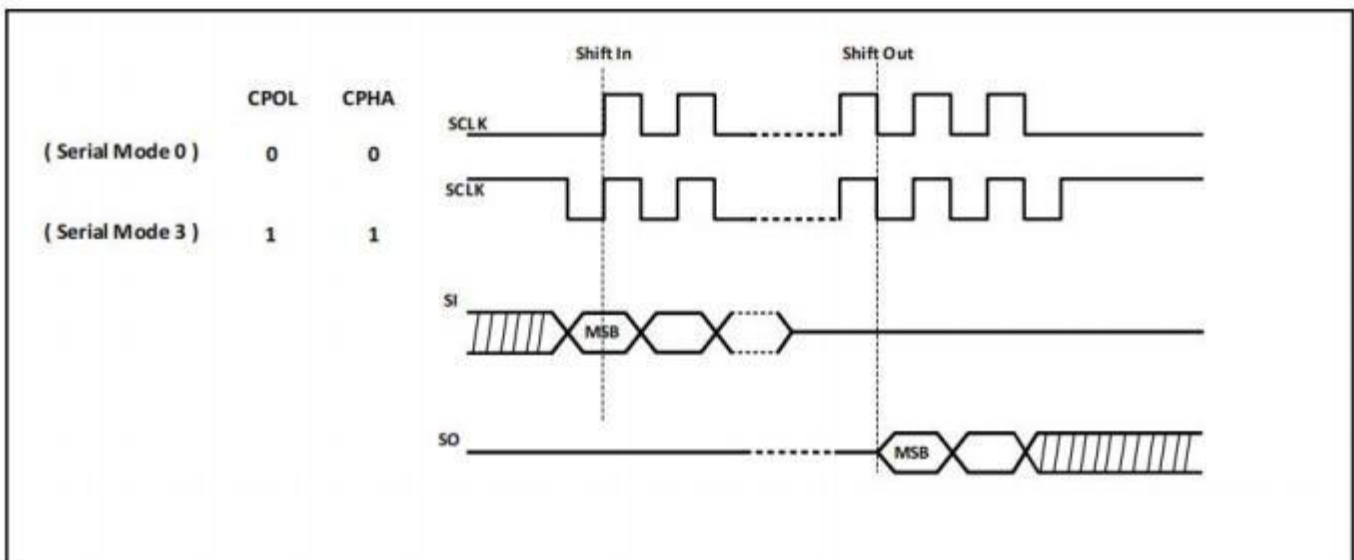 Shift In Shift Out
CPOL CPHA
SCLK
( Serial Mode 0 ) 0 0
SCLK
( Serial Mode 3 ) 1 1
SI
MSB
SO
MSB